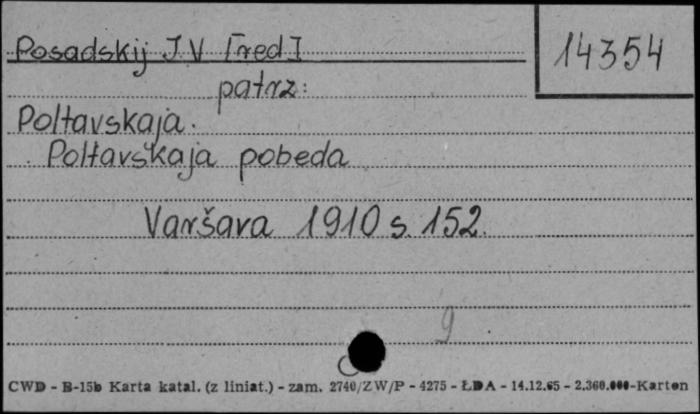 Posadskij I V [red]
14354
patrz:
Poltavskaja.
Poltavskaja pobeda
Varšava 1910 s. 152.
9
CWD - B-15b Karta katal. (z liniat.) - zam. 2740/ZW/P - 4275 - ŁDA - 14.12.65 - 2.360.000-Karten